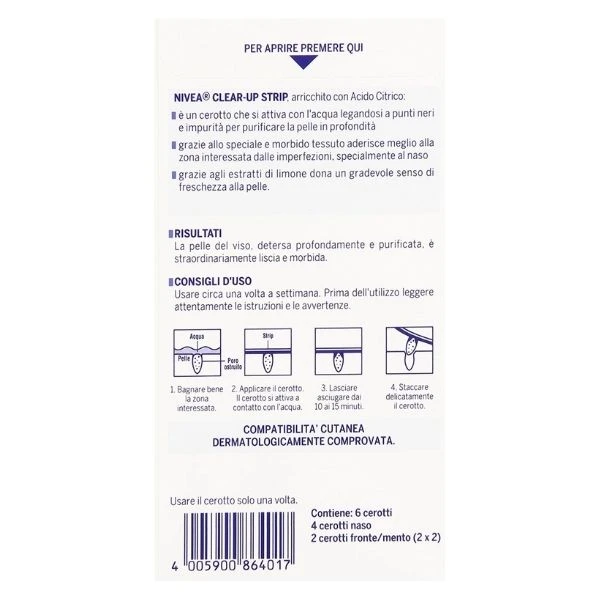 PER APRIRE PREMERE QUI
NIVEA® CLEAR-UP STRIP, arricchito con Acido Citrico:
è un cerotto che si attiva con l'acqua legandosi a punti neri
e impurità per purificare la pelle in profondità
grazie allo speciale e morbido tessuto aderisce meglio alla
zona interessata dalle imperfezioni, specialmente al naso
grazie agli estratti di limone dona un gradevole senso di
freschezza alla pelle.
RISULTATI
La pelle del viso, detersa profondamente e purificata, è
straordinariamente liscia e morbida.
CONSIGLI D'USO
Usare circa una volta a settimana. Prima dell'utilizzo leggere
attentamente le istruzioni e le avvertenze.
Acqua
Pelle
Poro
ostruito
Strip
1. Bagnare bene
la zona
interessata.
2. Applicare il cerotto.
Il cerotto si attiva a
contatto con l'acqua.
3. Lasciare
asciugare dai
10 ai 15 minuti.
4. Staccare
delicatamente
il cerotto.
COMPATIBILITA' CUTANEA
DERMATOLOGICAMENTE COMPROVATA.
Usare il cerotto solo una volta.
Contiene: 6 cerotti
4 cerotti naso
2 cerotti fronte/mento (2 x 2)
4 005900 864017